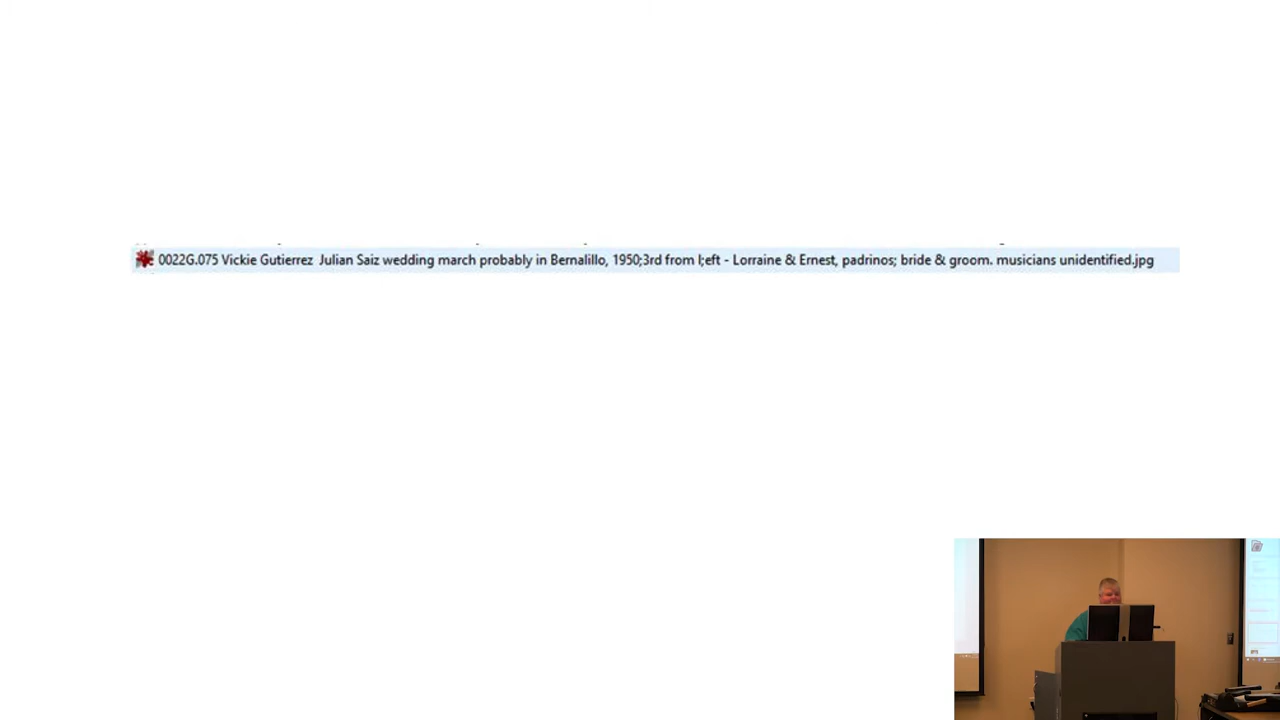 0022G.075 Vickie Gutierrez  Julian Saiz wedding march probably in Bernalillo, 1950;3rd from l;eft - Lorraine & Ernest, padrinos; bride & groom. musicians unidentified.jpg